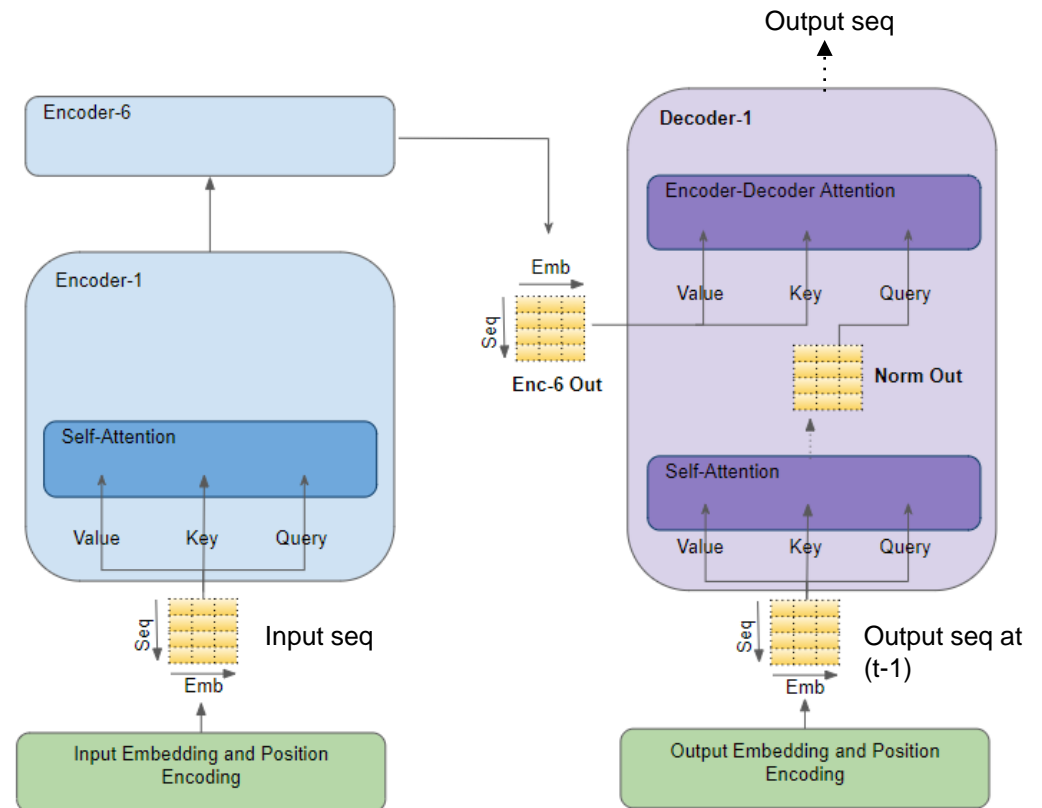 Output seq
Encoder-6
Decoder-1
Encoder-Decoder Attention
Value Key Query
Emb
Seq
Enc-6 Out
Norm Out
Encoder-1
Self-Attention
Value Key Query
Self-Attention
Value Key Query
Seq
Input seq
Emb
Seq
Output seq at
(t-1)
Emb
Input Embedding and Position
Encoding
Output Embedding and Position
Encoding